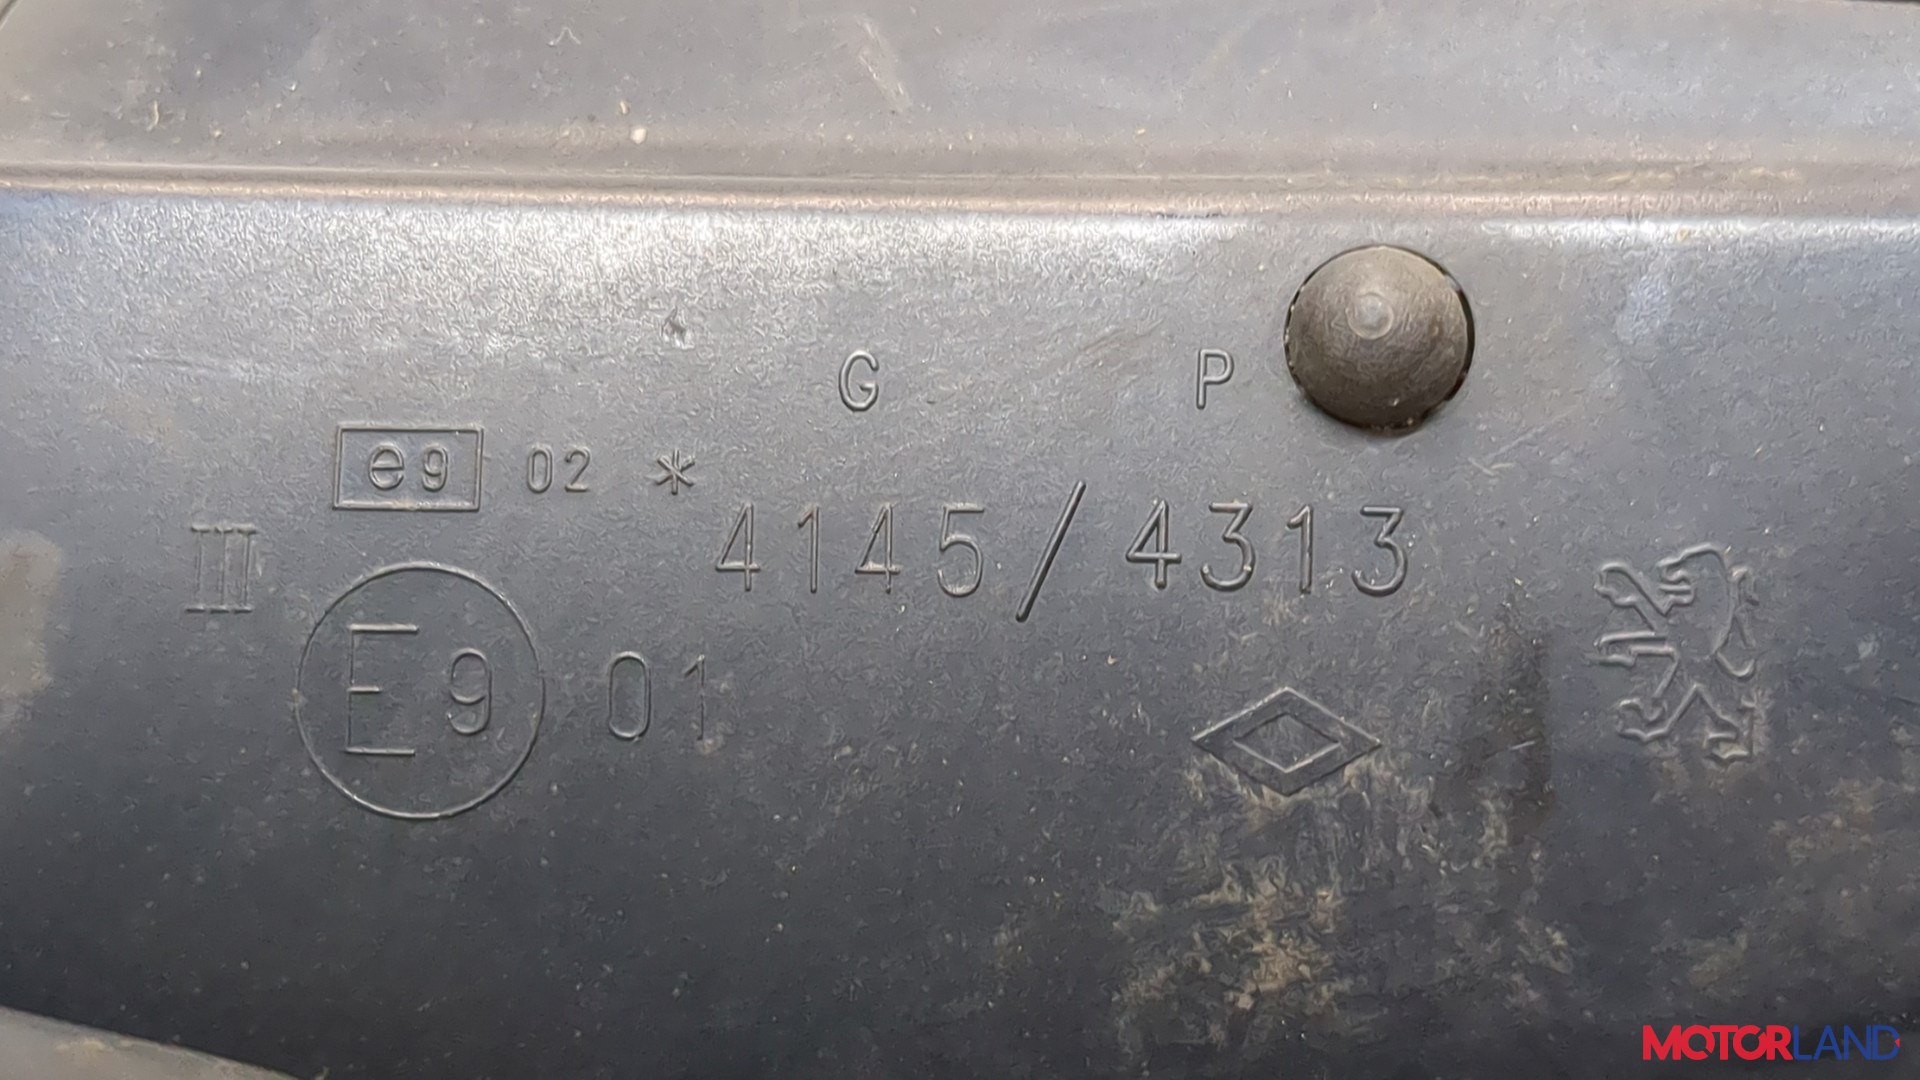 G P
e9 02 *
4145/4313
III
E9 01
MOTORLAND